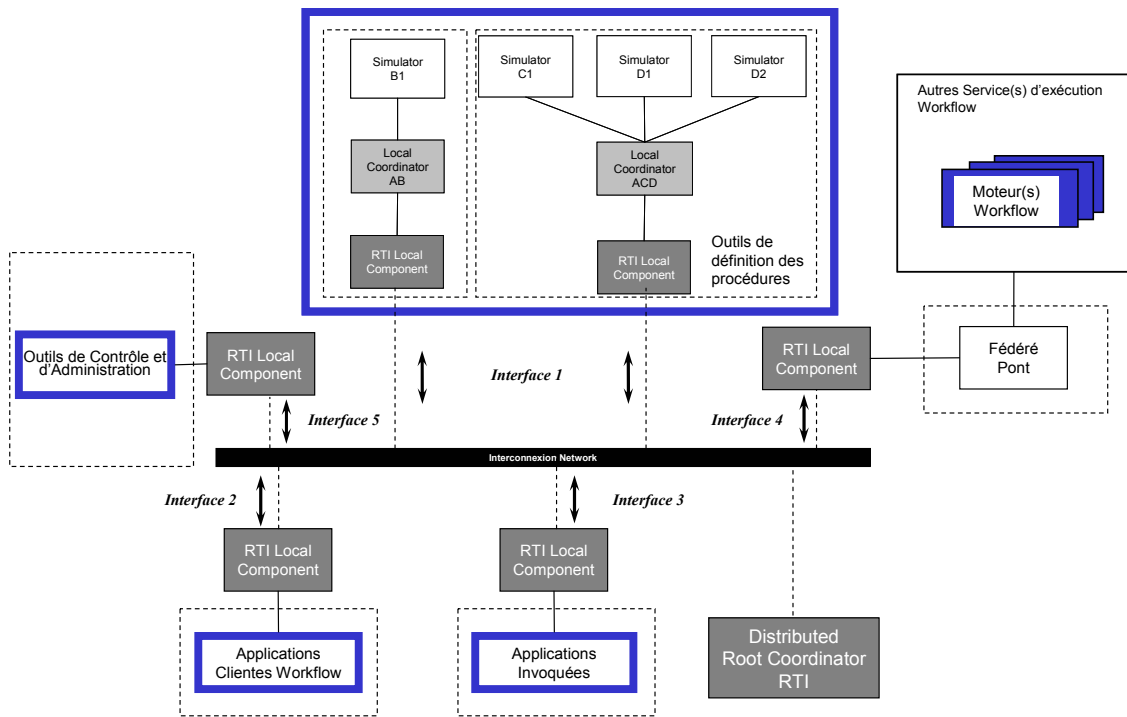 Simulator
B1
Simulator
C1
Simulator
D1
Simulator
D2
Autres Service(s) d'exécution
Workflow
Moteur(s)
Workflow
Local
Coordinator
AB
Local
Coordinator
ACD
RTI Local
Component
RTI Local
Component
Outils de
définition des
procédures
Outils de Contrôle et
d'Administration
RTI Local
Component
Interface 1
RTI Local
Component
Fédéré
Pont
Interface 5
Interface 4
Interconnexion Network
Interface 2
Interface 3
RTI Local
Component
RTI Local
Component
Applications
Clientes Workflow
Applications
Invoquées
Distributed
Root Coordinator
RTI